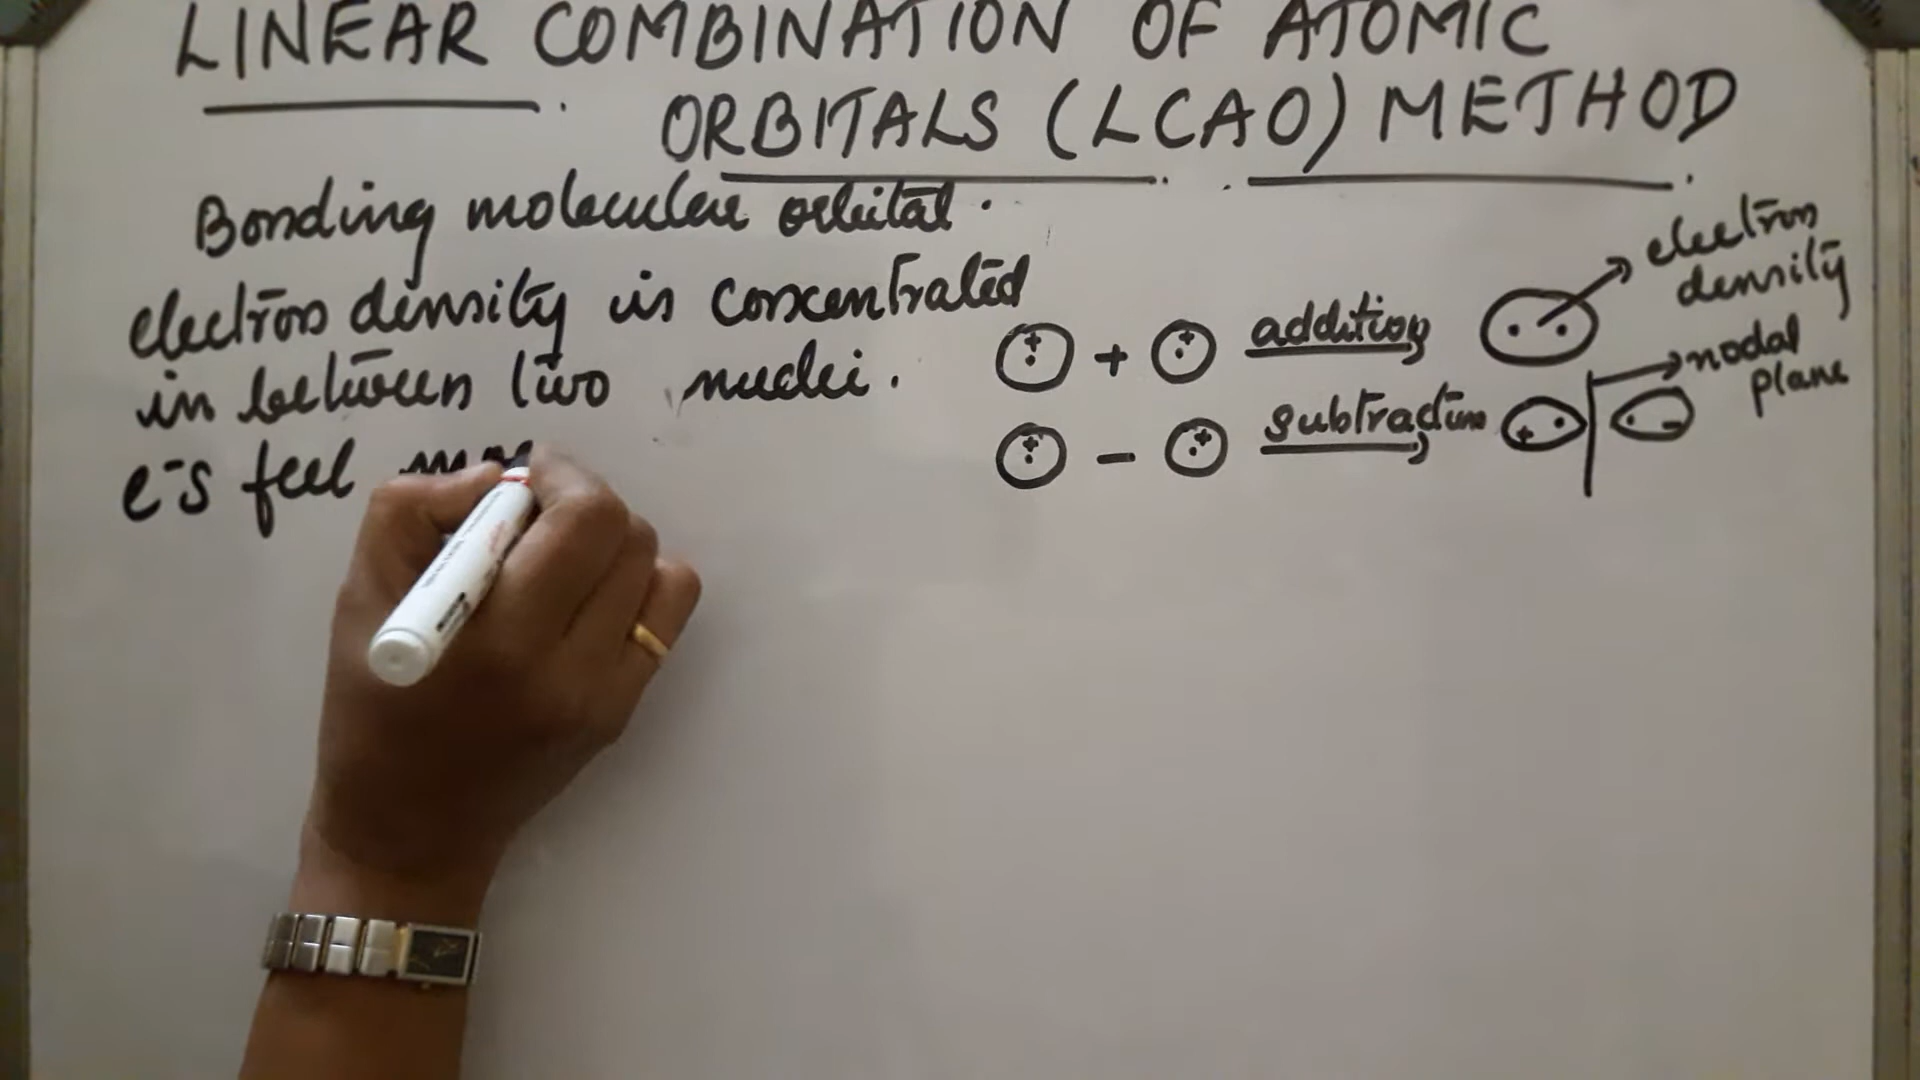 LINEAR COMBINATION OF ATOMIC
ORBITALS (LCAO) METHOD
Bonding molecular orbital.
electron density is concentrated
in between two nuclei.
e⁻s feel
+ + + addition electron
density
+ - + subtraction + - nodal
plane